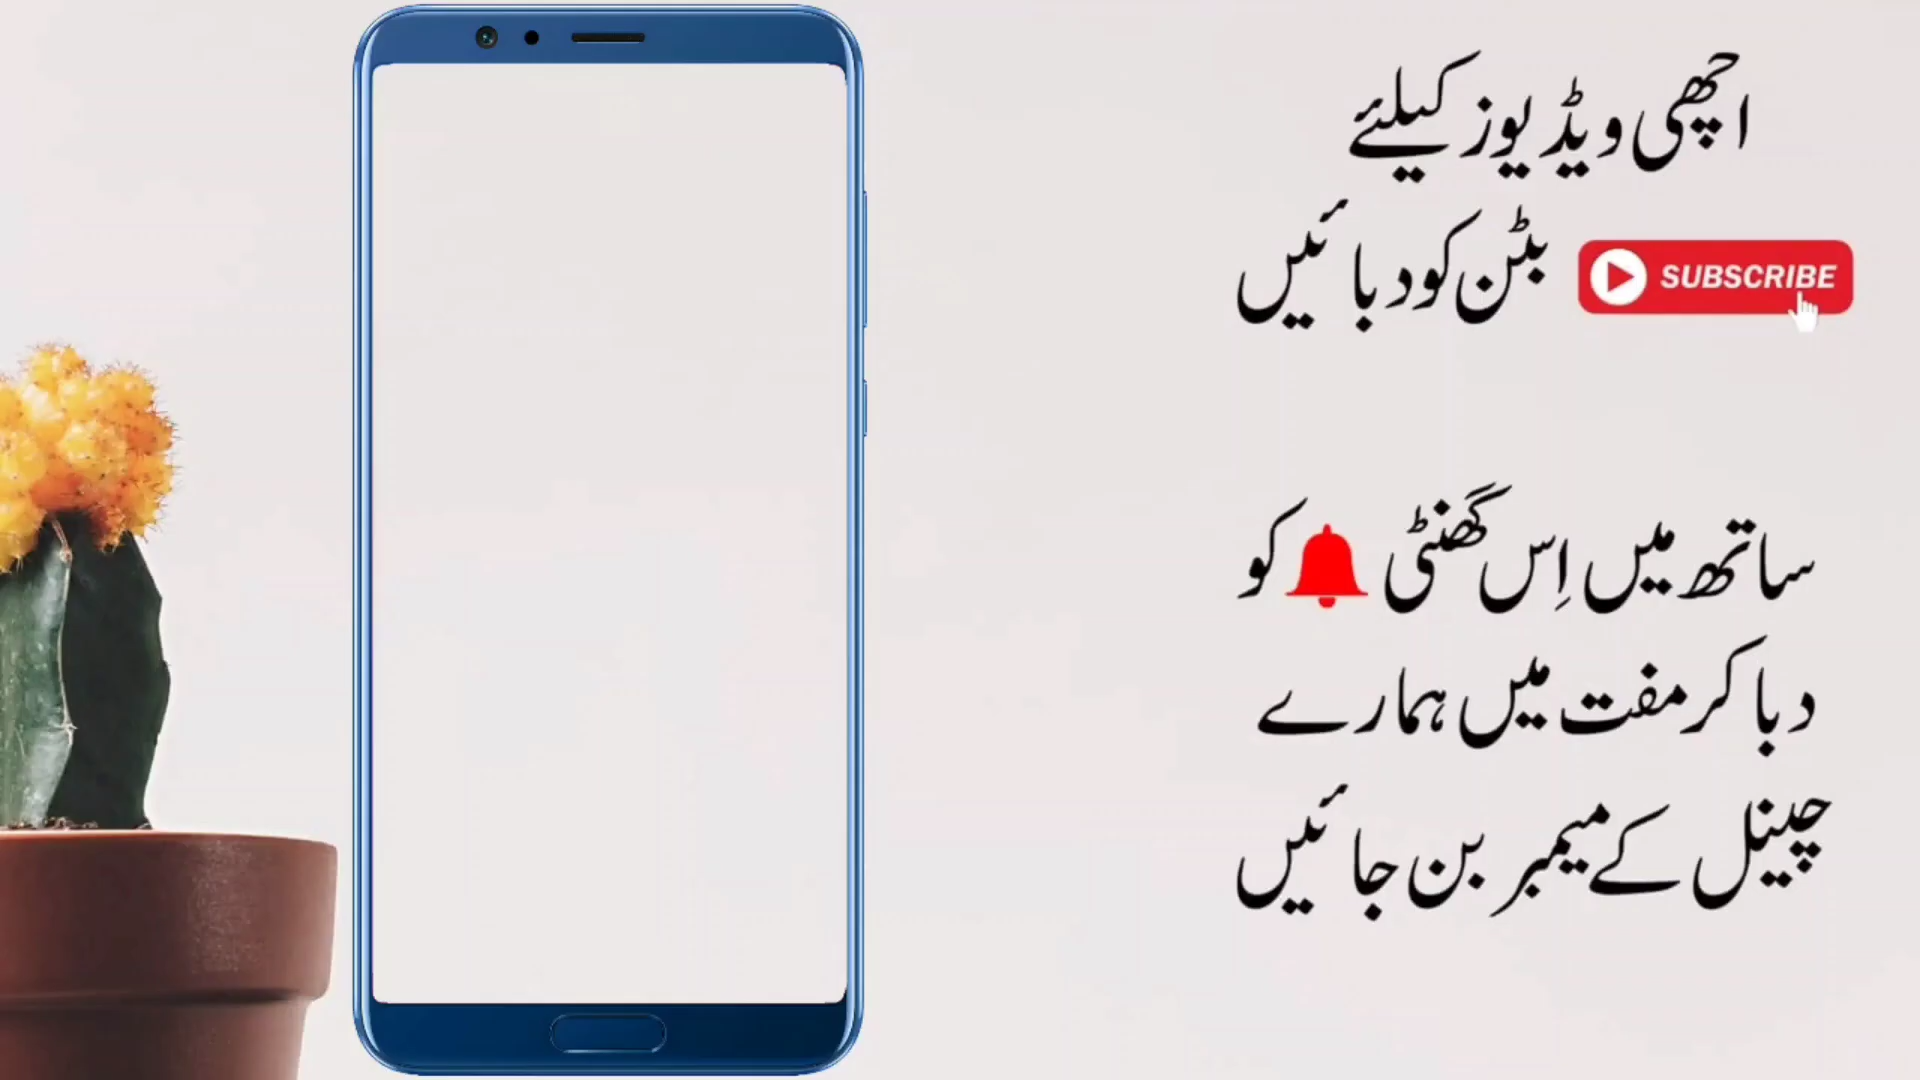 اچھی ویڈیوز کیلئے
SUBSCRIBE بٹن کو دبائیں
ساتھ میں اِس گھنٹی کو
دبا کر مفت میں ہمارے
چینل کے میمبر بن جائیں